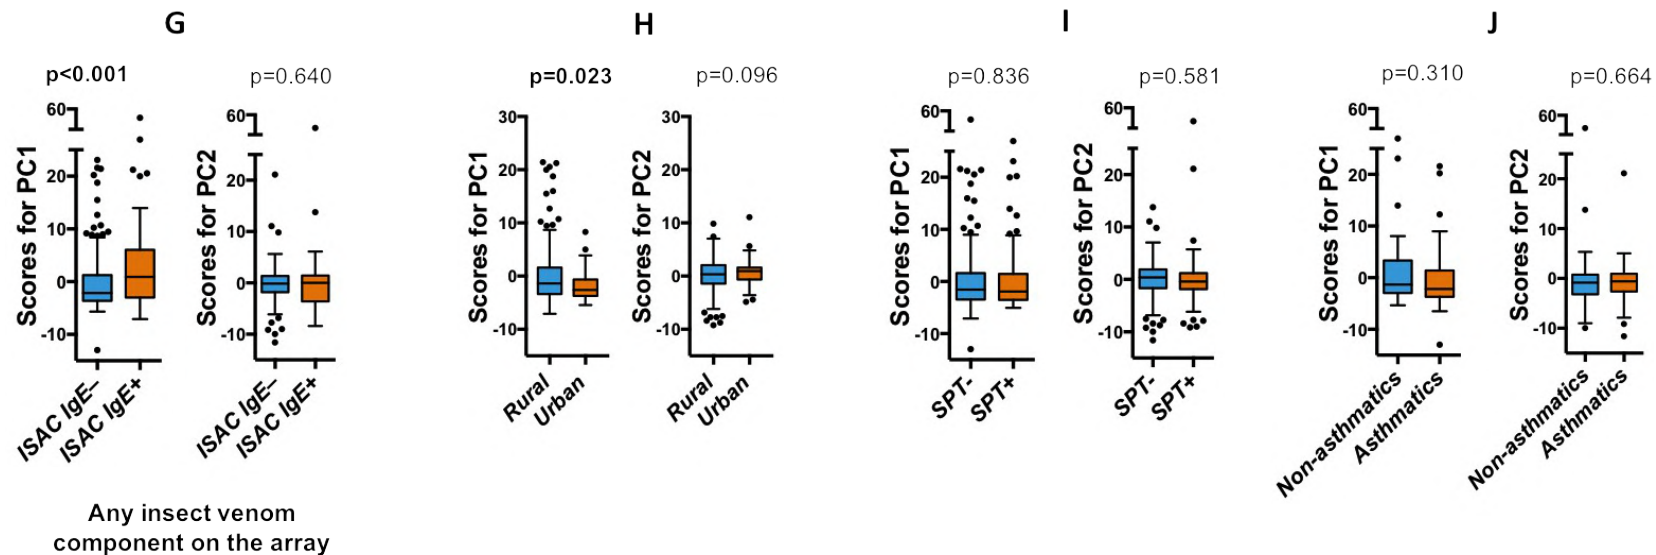 G
H
I
J
p<0.001
p=0.640
p=0.023
p=0.096
p=0.836
p=0.581
p=0.310
p=0.664
Scores for PC1
60
20
10
0
-10
ISAC IgE–
ISAC IgE+
Scores for PC2
60
20
10
0
-10
ISAC IgE–
ISAC IgE+
Any insect venom
component on the array
Scores for PC1
30
20
10
0
-10
Rural
Urban
Scores for PC2
30
20
10
0
-10
Rural
Urban
Scores for PC1
60
20
10
0
-10
SPT-
SPT+
Scores for PC2
60
20
10
0
-10
SPT-
SPT+
Scores for PC1
60
20
10
0
-10
Non-asthmatics
Asthmatics
Scores for PC2
60
20
10
0
-10
Non-asthmatics
Asthmatics